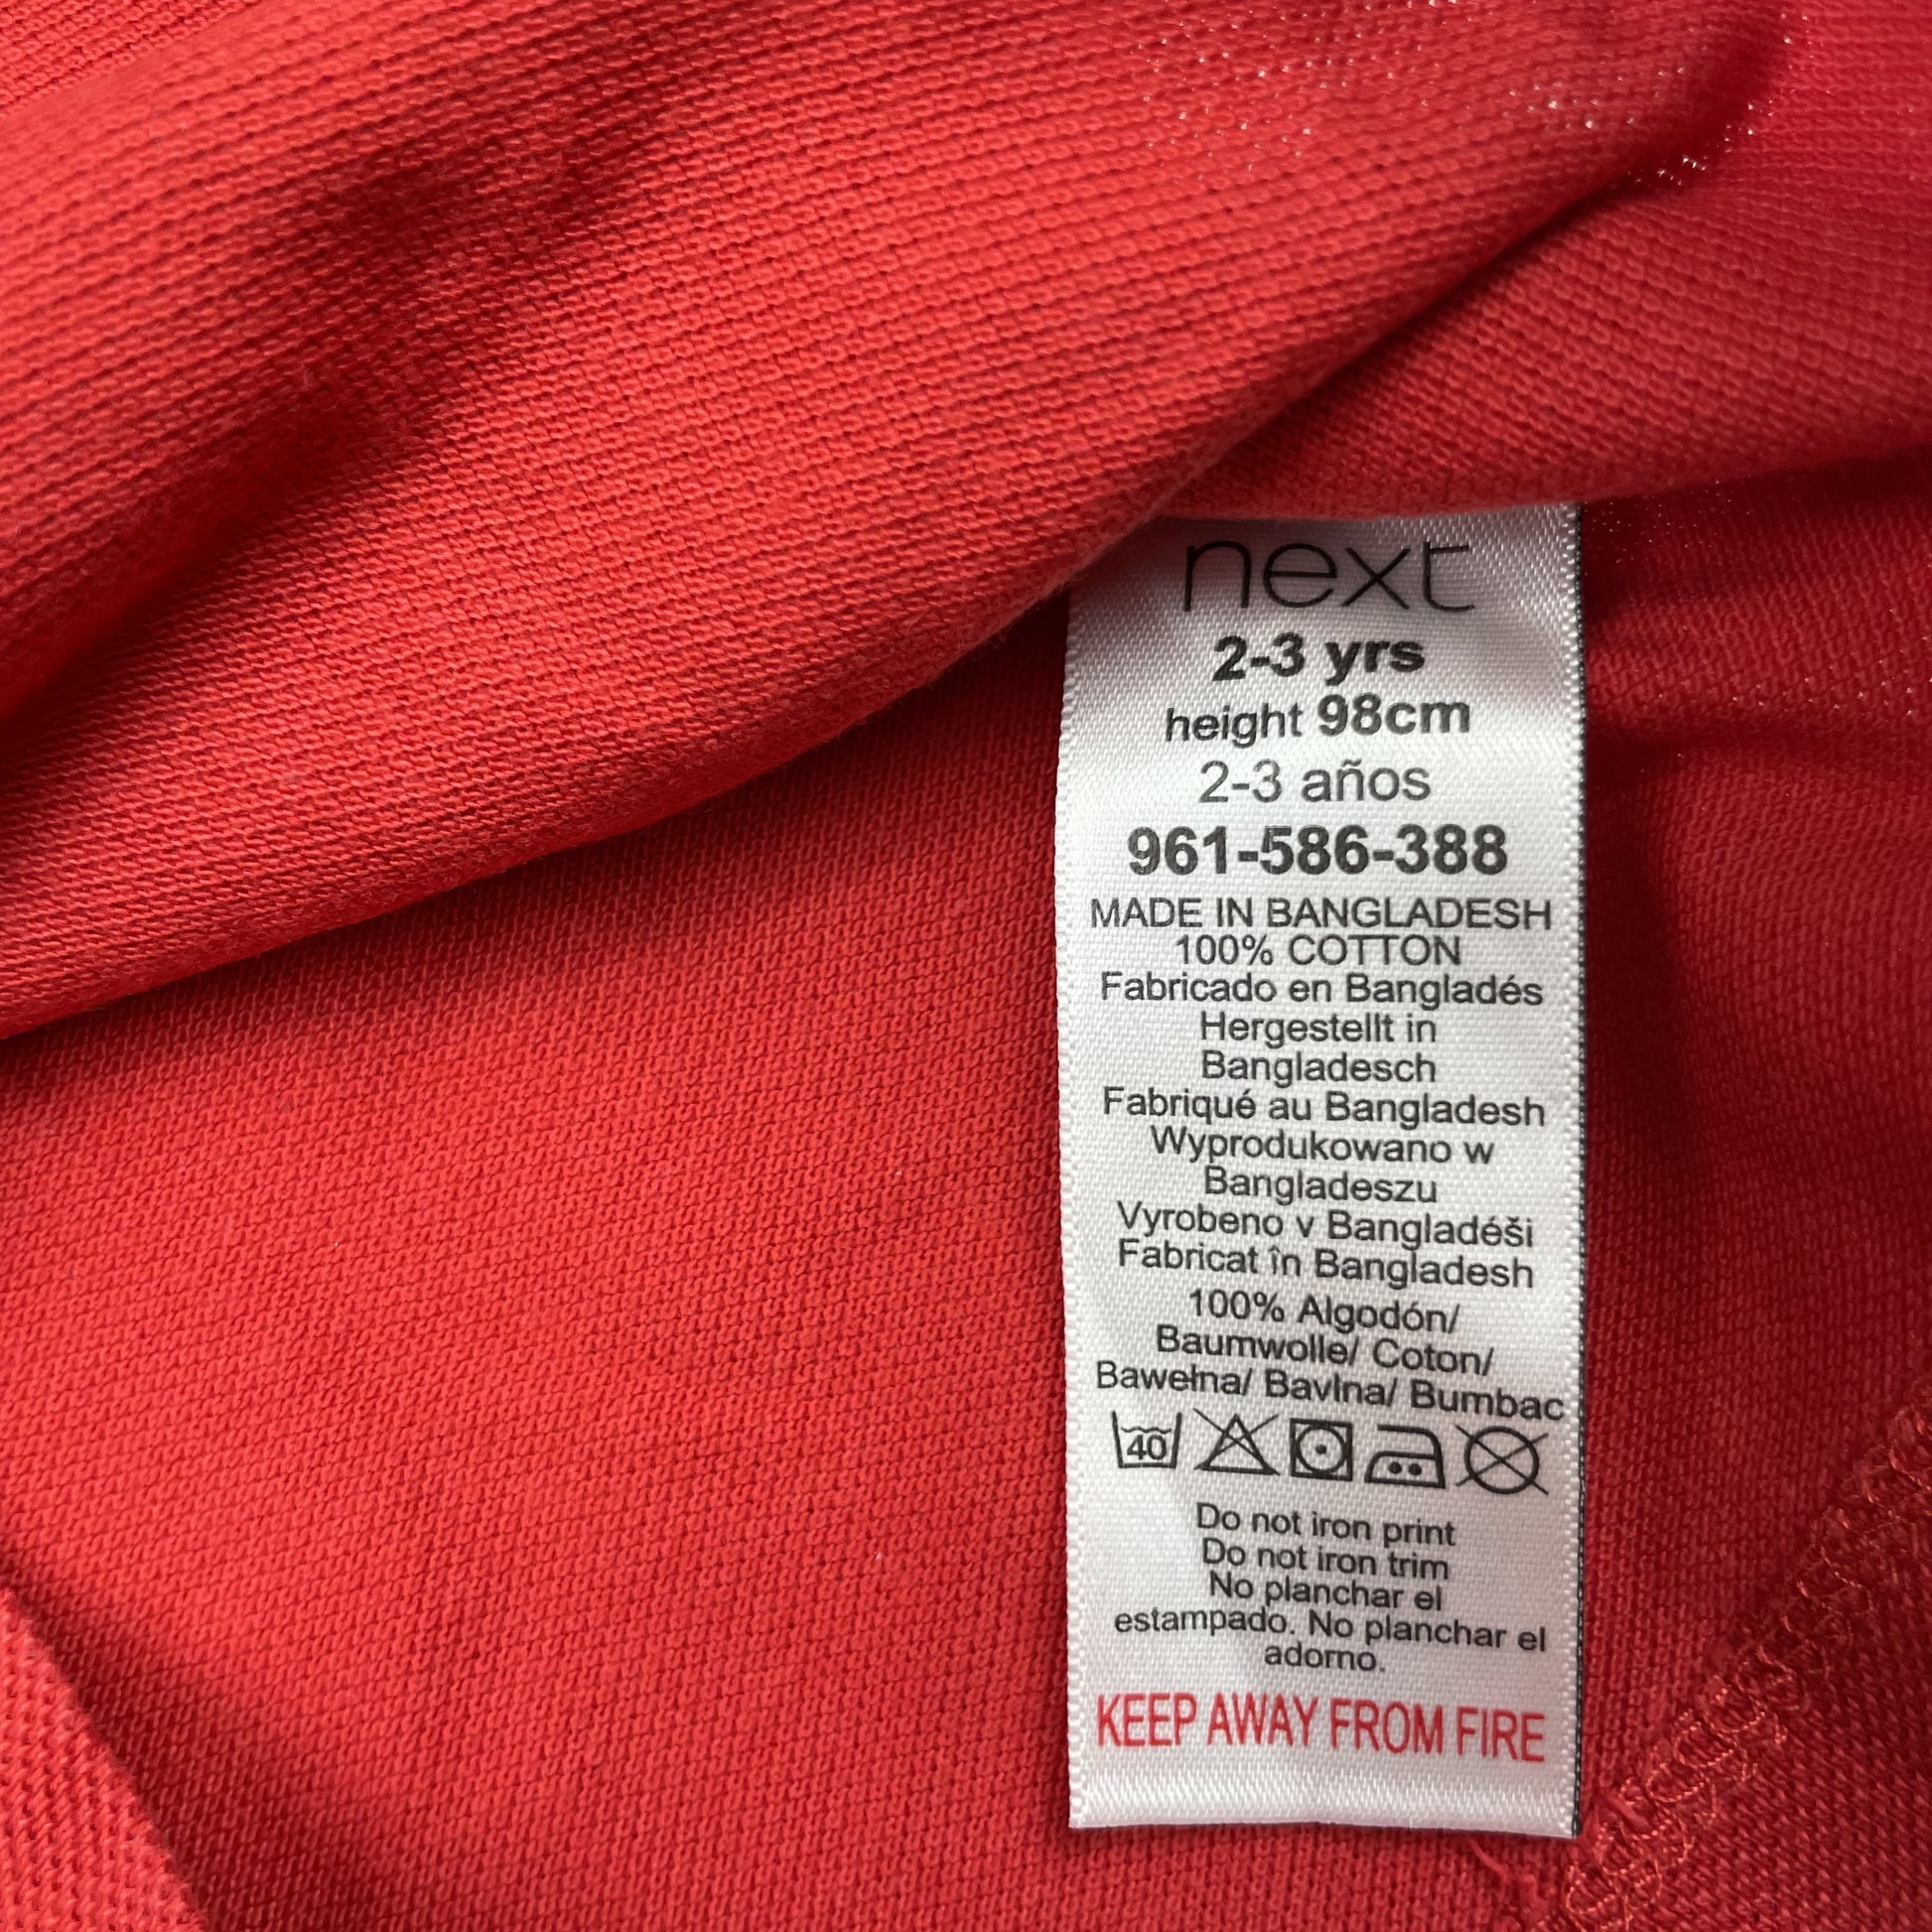 next
2-3 yrs
height 98cm
2-3 años
961-586-388
MADE IN BANGLADESH
100% COTTON
Fabricado en Bangladés
Hergestellt in
Bangladesch
Fabriqué au Bangladesh
Wyprodukowano w
Bangladeszu
Vyrobeno v Bangladéši
Fabricat în Bangladesh
100% Algodón/
Baumwolle/ Coton/
Bawełna/ Bavlna/ Bumbac
40
Do not iron print
Do not iron trim
No planchar el
estampado. No planchar el
adorno.
KEEP AWAY FROM FIRE